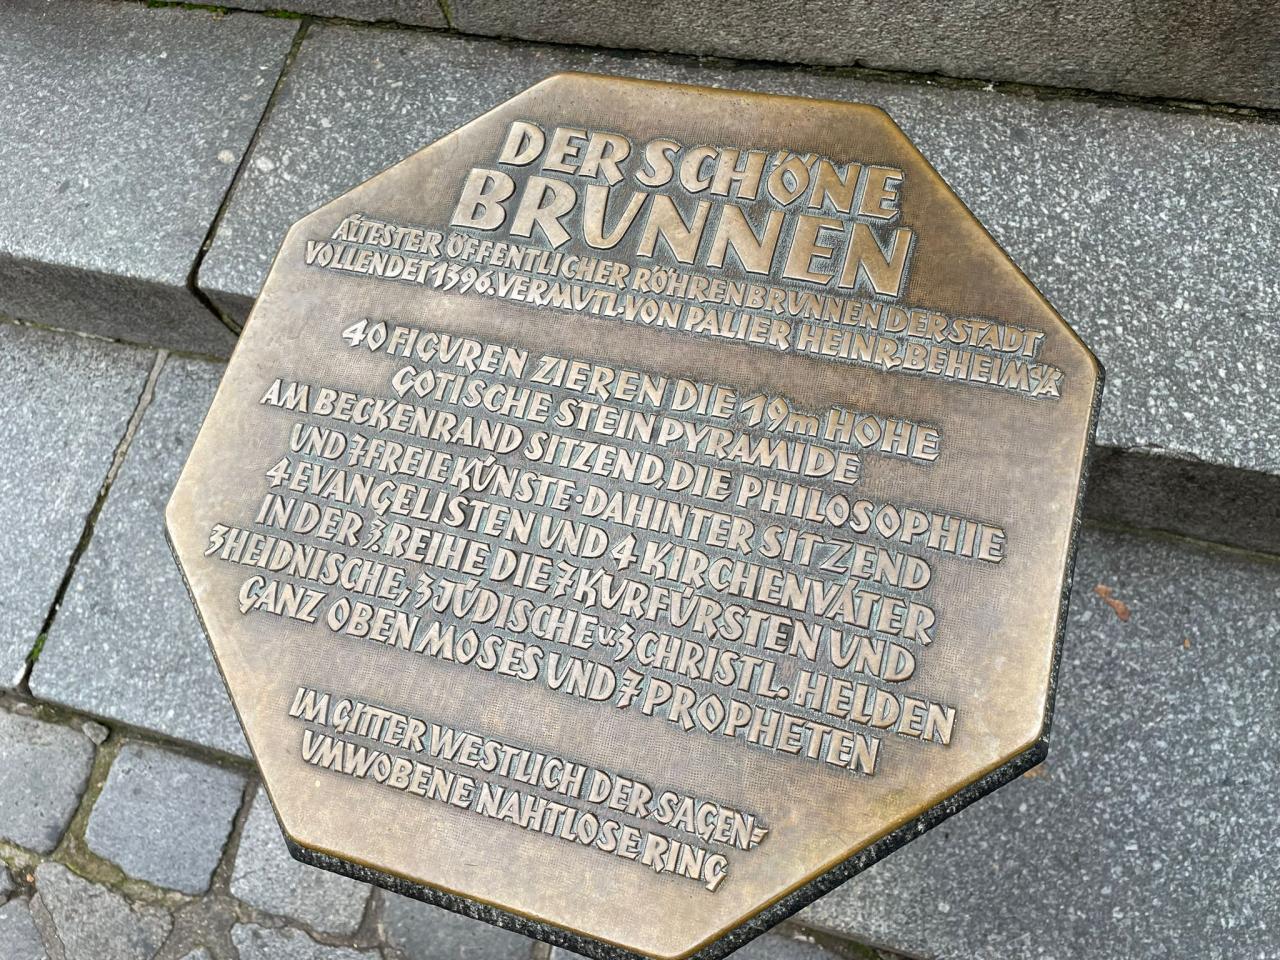 DER SCHÖNE
BRUNNEN
ÄLTESTER ÖFFENTLICHER RÖHRENBRUNNEN DER STADT
VOLLENDET 1396. VERMUTL. VON PALIER HEINR. BEHEIM
40 FIGUREN ZIEREN DIE 19m HOHE
GOTISCHE STEINPYRAMIDE
AM BECKENRAND SITZEND, DIE PHILOSOPHIE
UND 7 FREIE KÜNSTE · DAHINTER SITZEND
4 EVANGELISTEN UND 4 KIRCHENVÄTER
IN DER 3. REIHE DIE 7 KURFÜRSTEN UND
3 HEIDNISCHE, 3 JÜDISCHE u. 3 CHRISTL. HELDEN
GANZ OBEN MOSES UND 7 PROPHETEN
IM GITTER WESTLICH DER SAGEN=
UMWOBENE NAHTLOSE RING